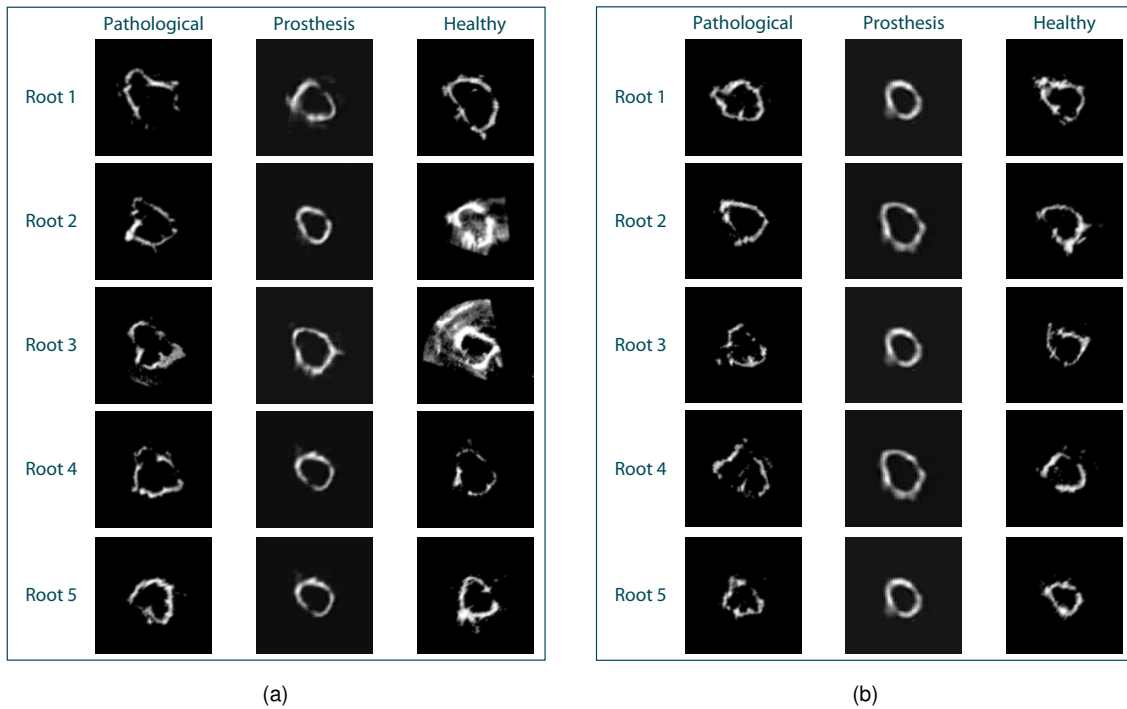 Pathological Prosthesis Healthy
Root 1
Root 2
Root 3
Root 4
Root 5
(a)
Pathological Prosthesis Healthy
Root 1
Root 2
Root 3
Root 4
Root 5
(b)